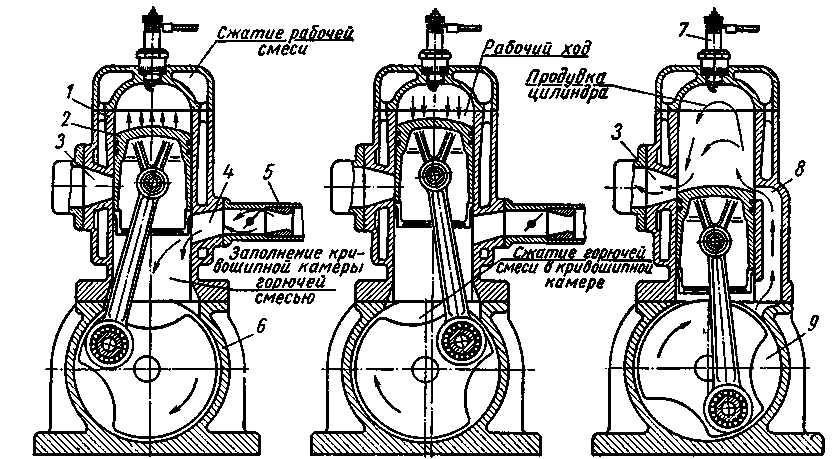 Сжатие рабочей
смеси
1
2
3
4
5
Заполнение кри-
вошипной камеры
горючей
смесью
6
Рабочий ход
Сжатие горючей
смеси в кривошипной
камере
7
Продувка
цилиндра
3
8
9